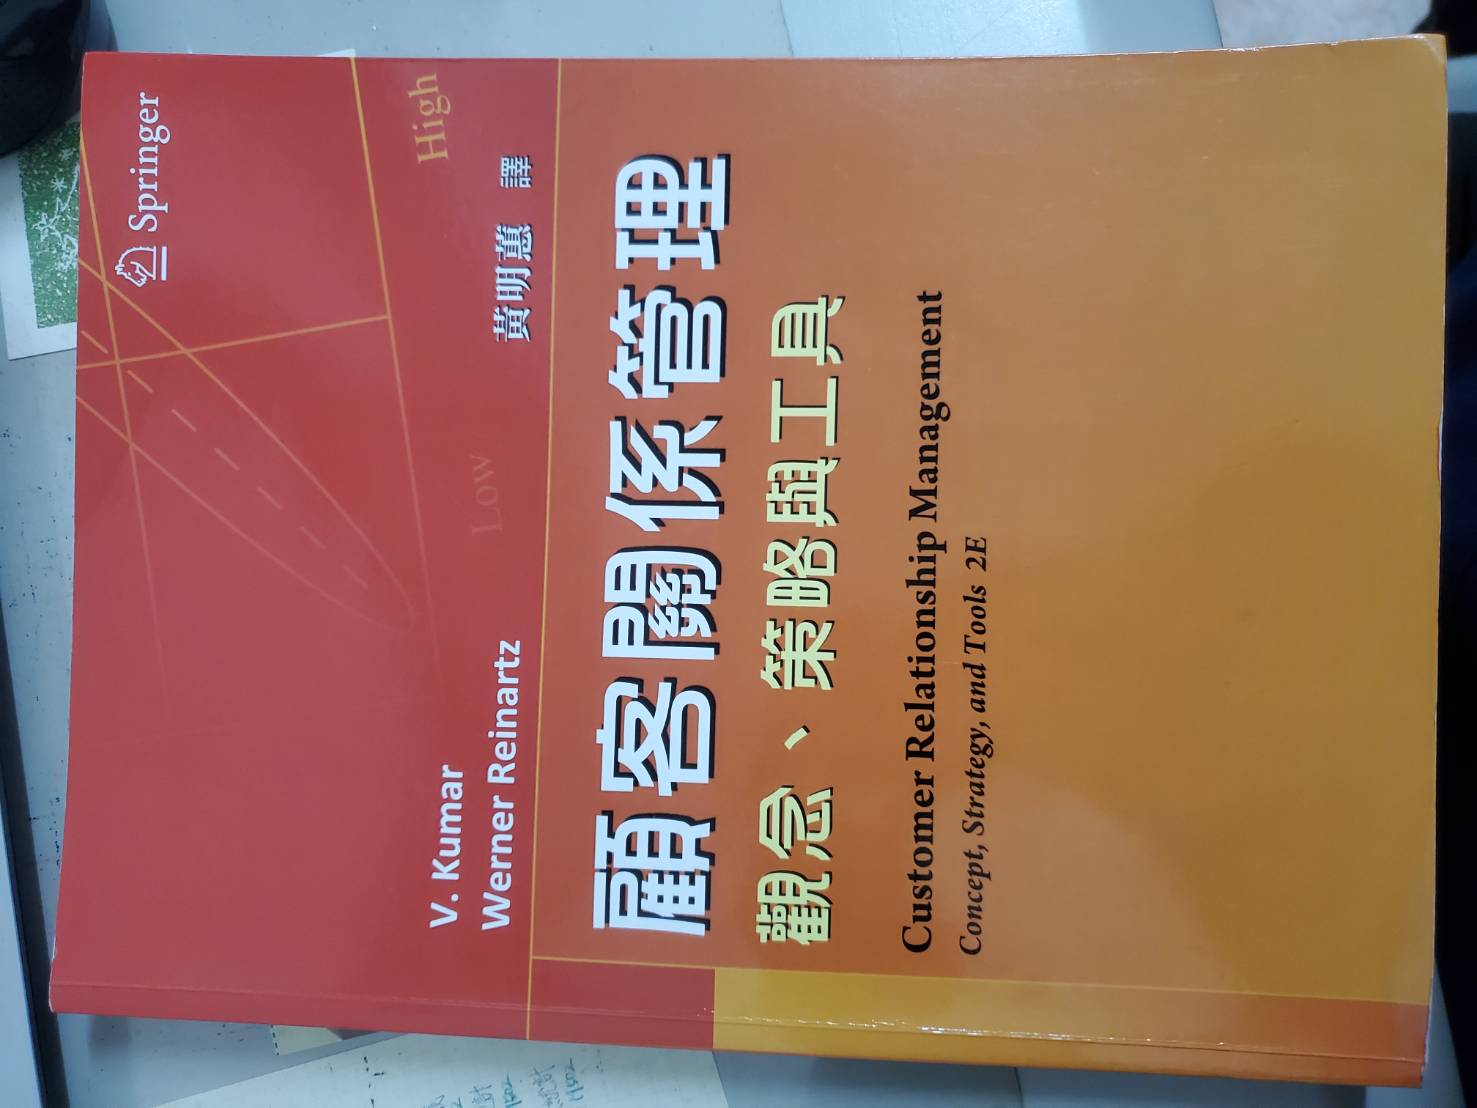 Springer
High
Low
V. Kumar
Werner Reinartz
黃明蕙 譯
顧客關係管理
觀念、策略與工具
Customer Relationship Management
Concept, Strategy, and Tools 2E